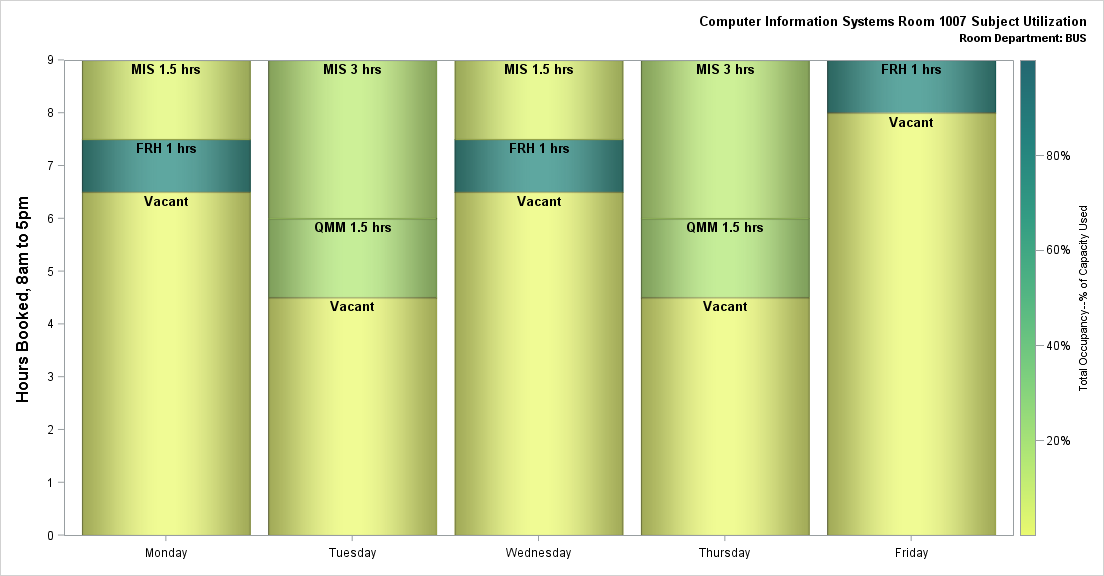 Computer Information Systems Room 1007 Subject Utilization
Room Department: BUS
Hours Booked, 8am to 5pm
9
8
7
6
5
4
3
2
1
0
MIS 1.5 hrs
FRH 1 hrs
Vacant
MIS 3 hrs
QMM 1.5 hrs
Vacant
MIS 1.5 hrs
FRH 1 hrs
Vacant
MIS 3 hrs
QMM 1.5 hrs
Vacant
FRH 1 hrs
Vacant
Monday
Tuesday
Wednesday
Thursday
Friday
80%
60%
40%
20%
Total Occupancy--% of Capacity Used